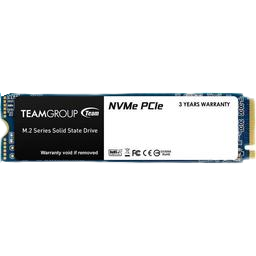 TEAMGROUP Team
M.2 Series Solid State Drive
Warranty void if removed
NVMe PCIe
3 YEARS WARRANTY